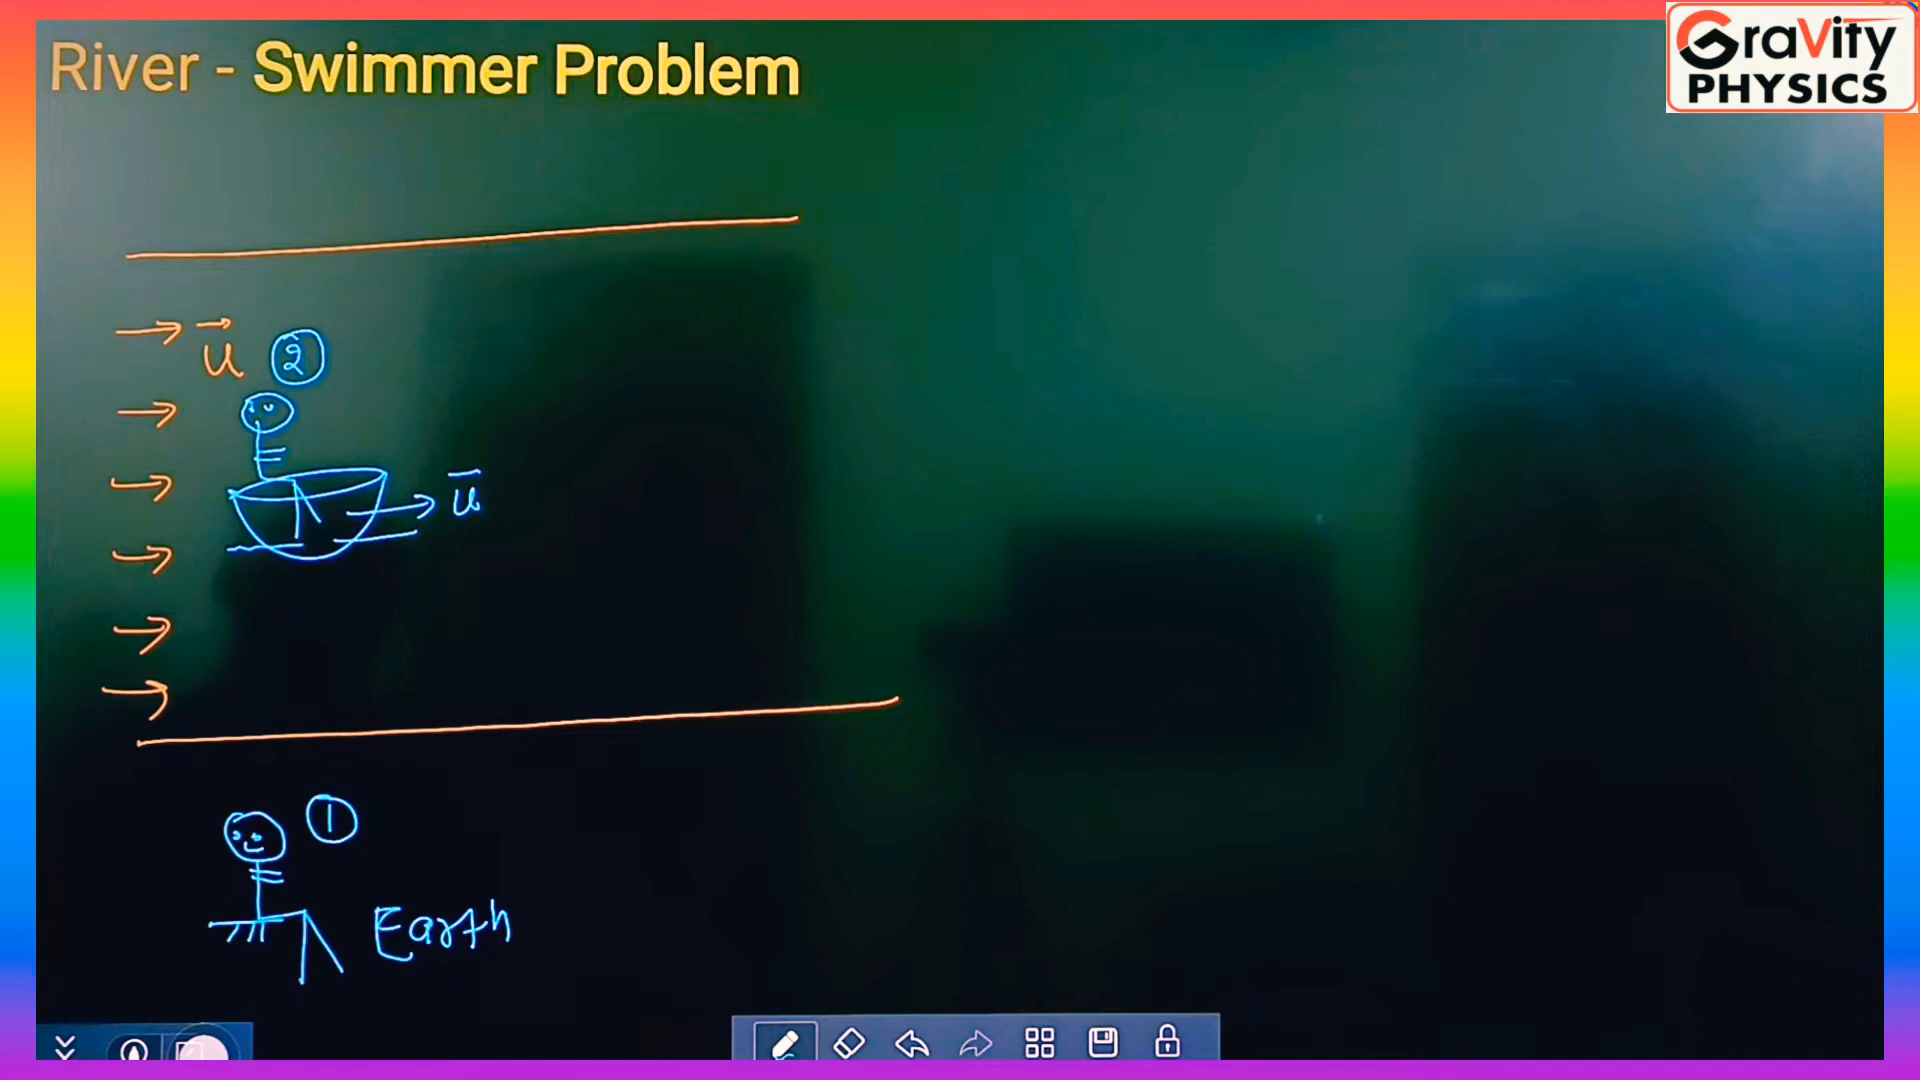 River - Swimmer Problem
GraVity
PHYSICS
u
2
u
1
Earth